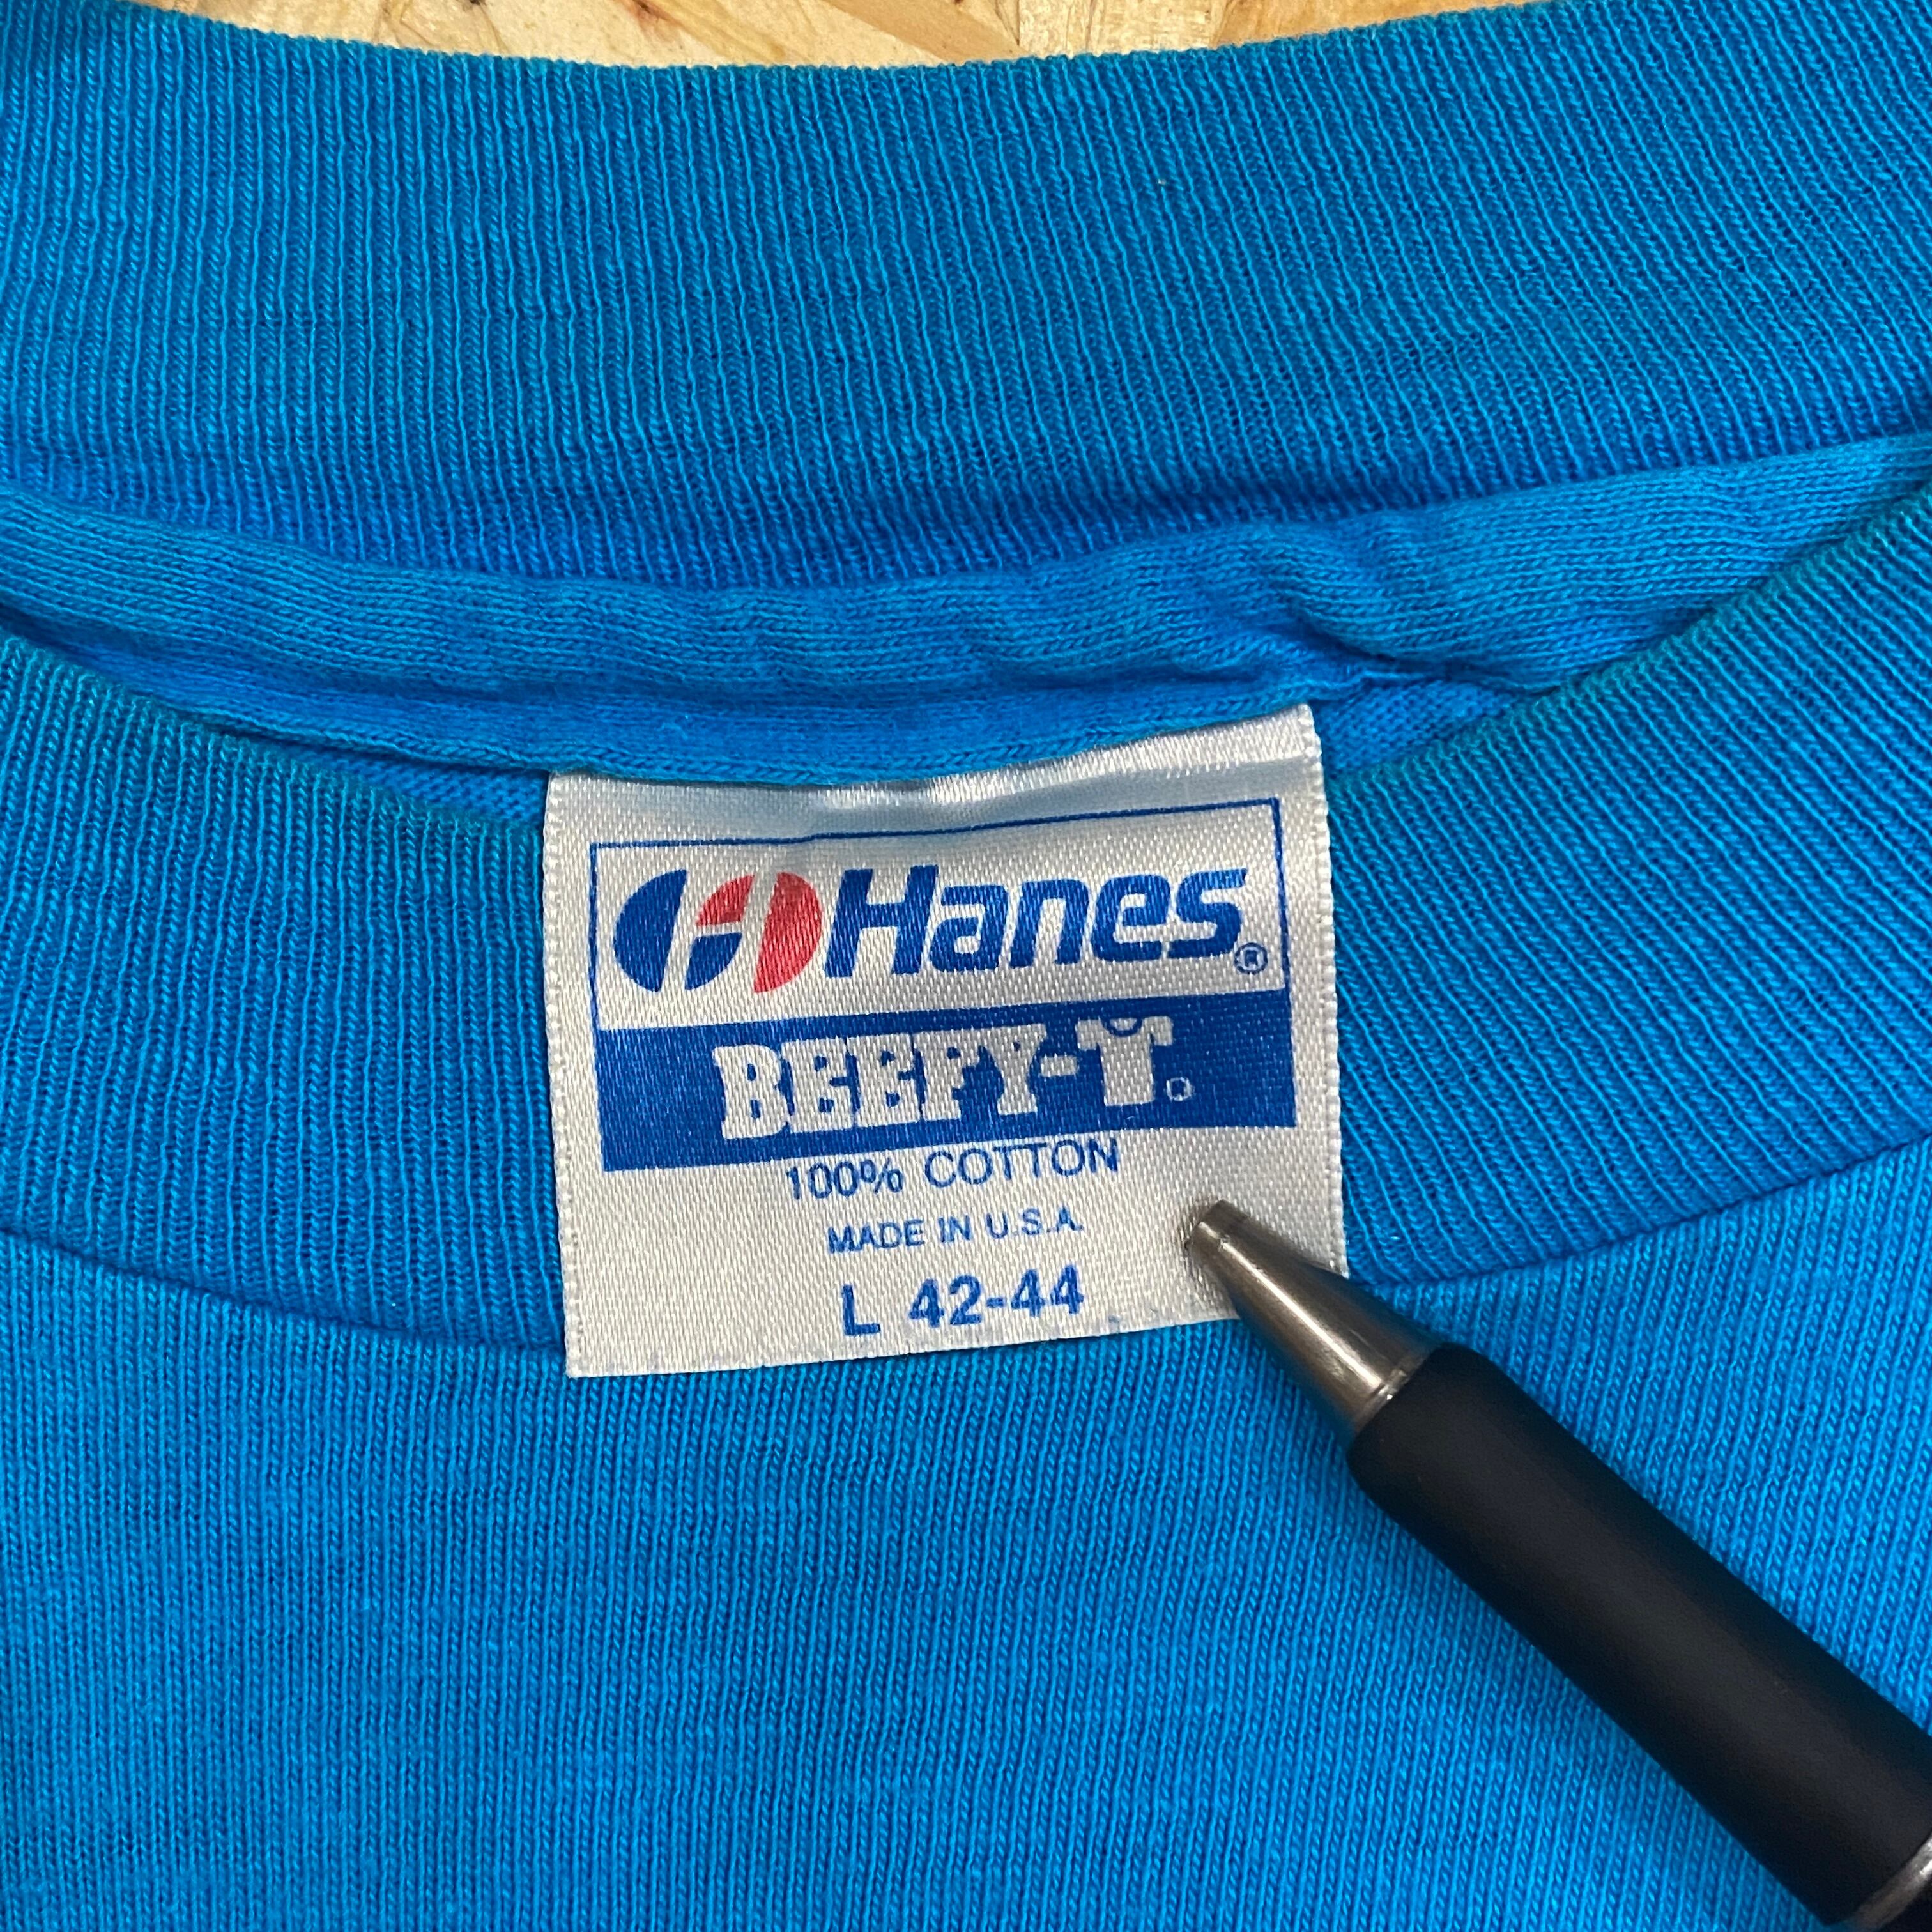 Hanes®
BEEFY-T®
100% COTTON
MADE IN U.S.A.
L 42-44